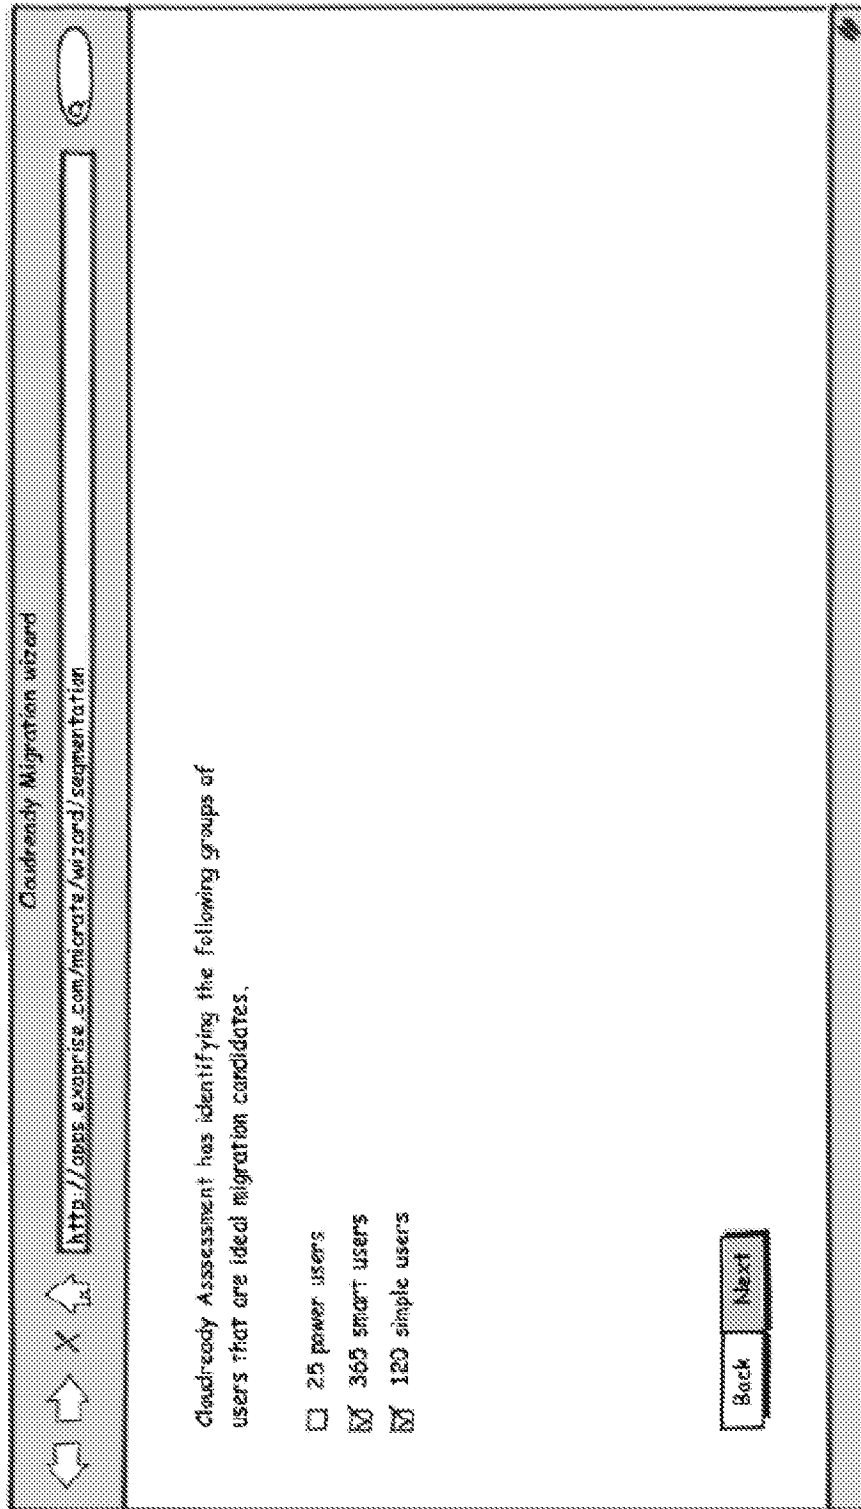 Cloudready Migration wizard
http://apps.exoprise.com/migrate/wizard/segmentation
Cloudready Asssessment has identifying the following groups of
users that are ideal migration candidates.
25 power users
365 smart users
120 simple users
Back Next